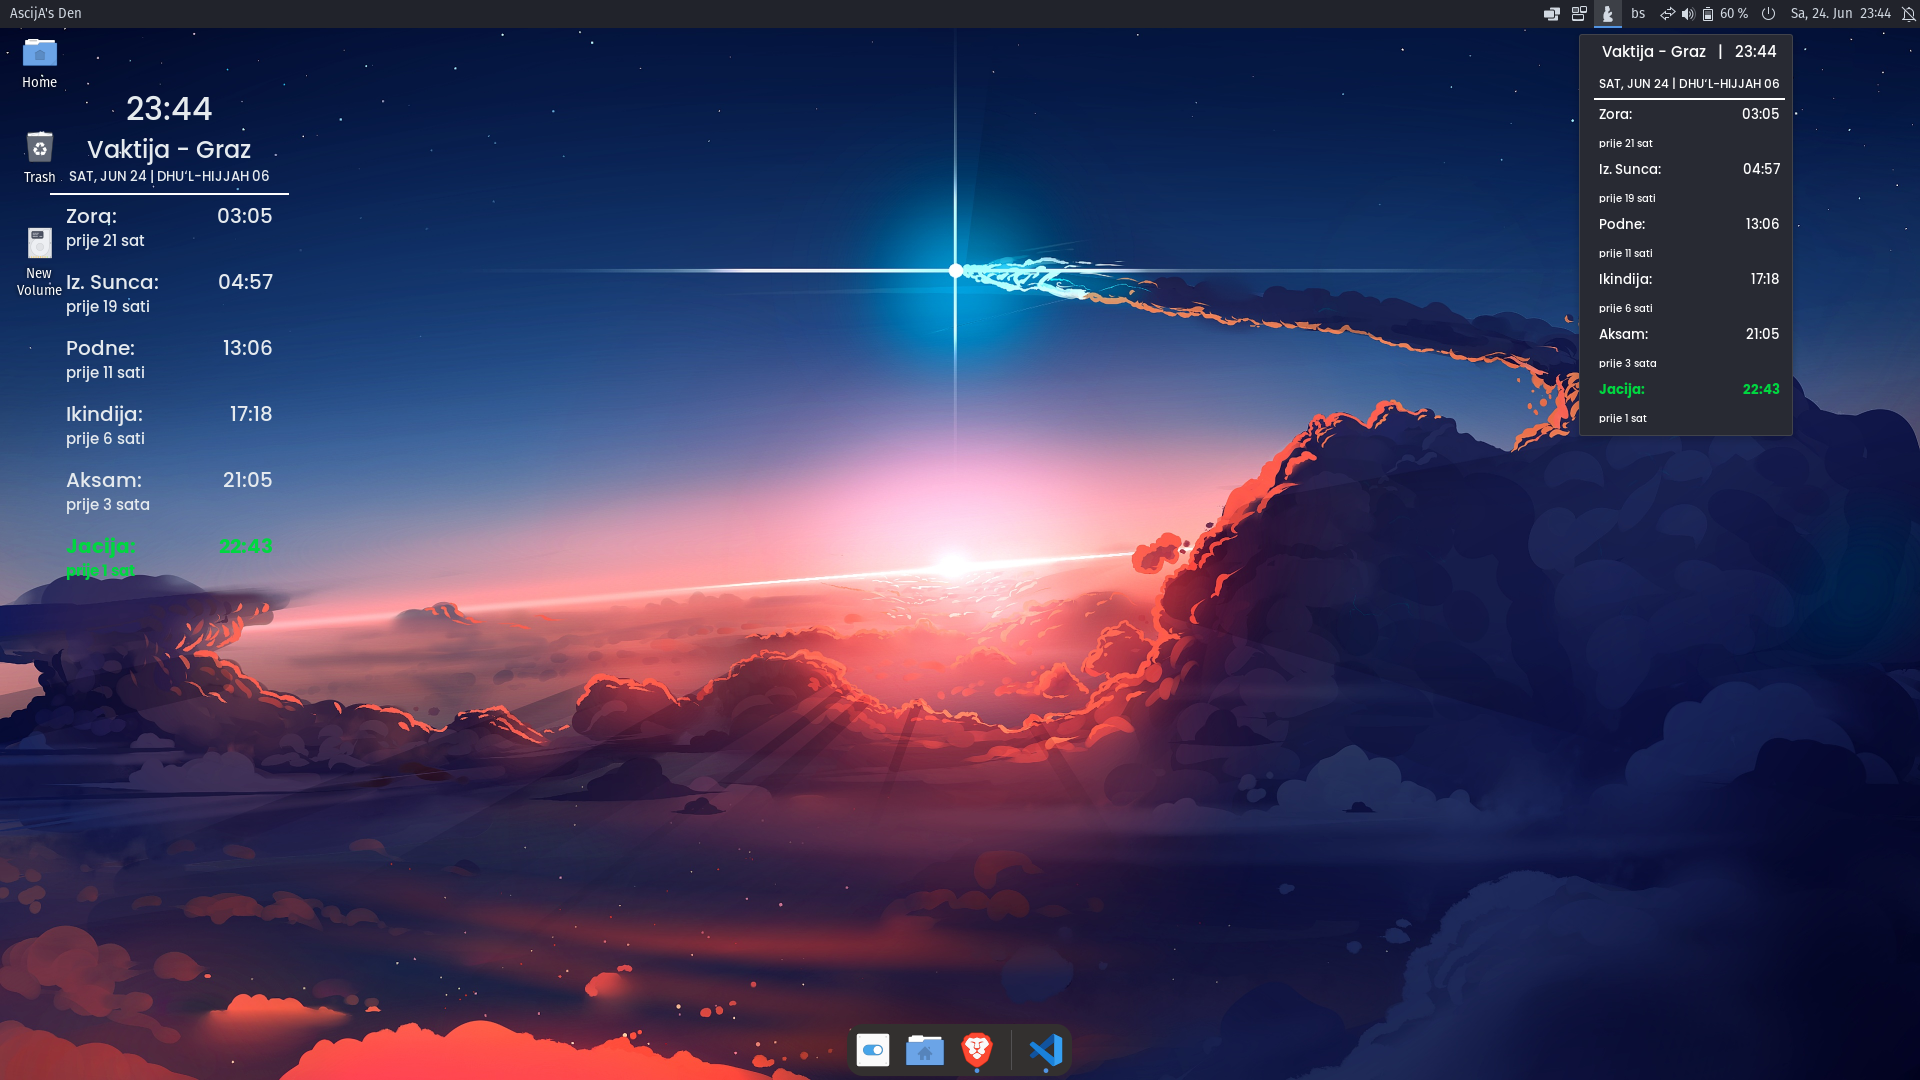 AscijA's Den
bs
60 %
Sa, 24. Jun 23:44
Home
Trash
New Volume
23:44
Vaktija - Graz
SAT, JUN 24 | DHUʻL-HIJJAH 06
Zora: 03:05
prije 21 sat
Iz. Sunca: 04:57
prije 19 sati
Podne: 13:06
prije 11 sati
Ikindija: 17:18
prije 6 sati
Aksam: 21:05
prije 3 sata
Jacija: 22:43
prije 1 sat
Vaktija - Graz | 23:44
SAT, JUN 24 | DHUʻL-HIJJAH 06
Zora: 03:05
prije 21 sat
Iz. Sunca: 04:57
prije 19 sati
Podne: 13:06
prije 11 sati
Ikindija: 17:18
prije 6 sati
Aksam: 21:05
prije 3 sata
Jacija: 22:43
prije 1 sat